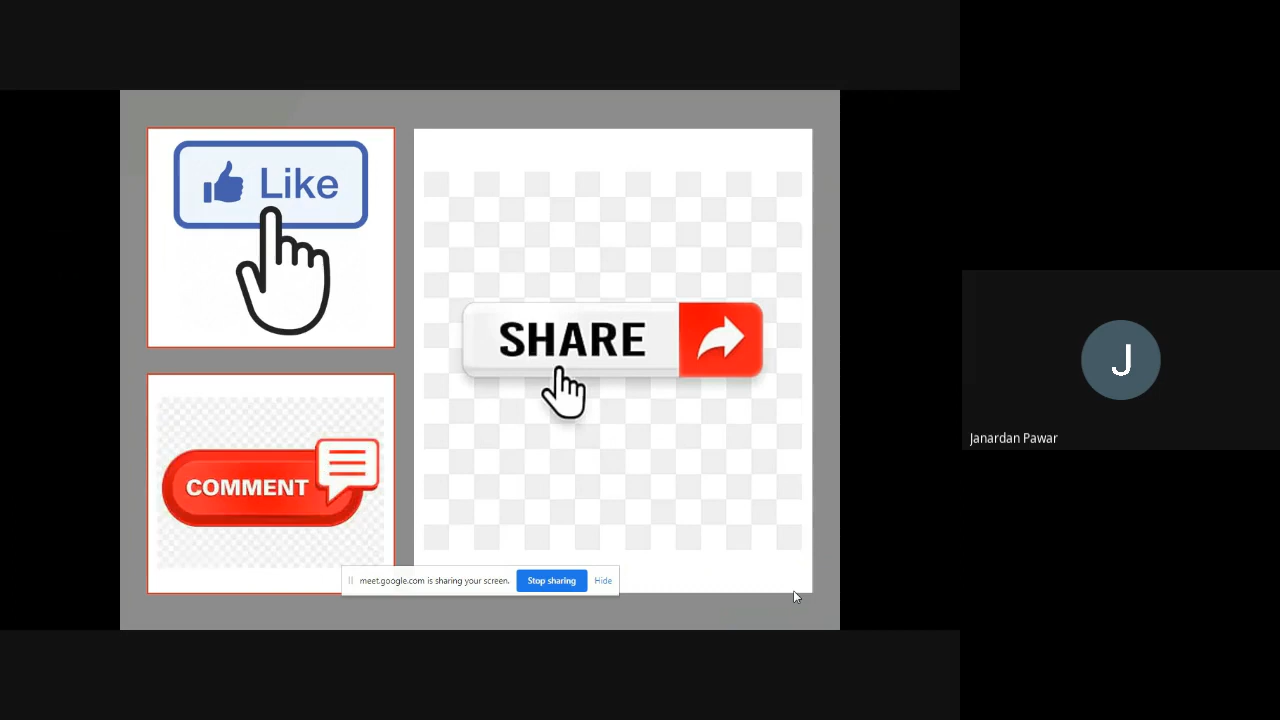 Like
SHARE
COMMENT
meet.google.com is sharing your screen. Stop sharing Hide
J
Janardan Pawar